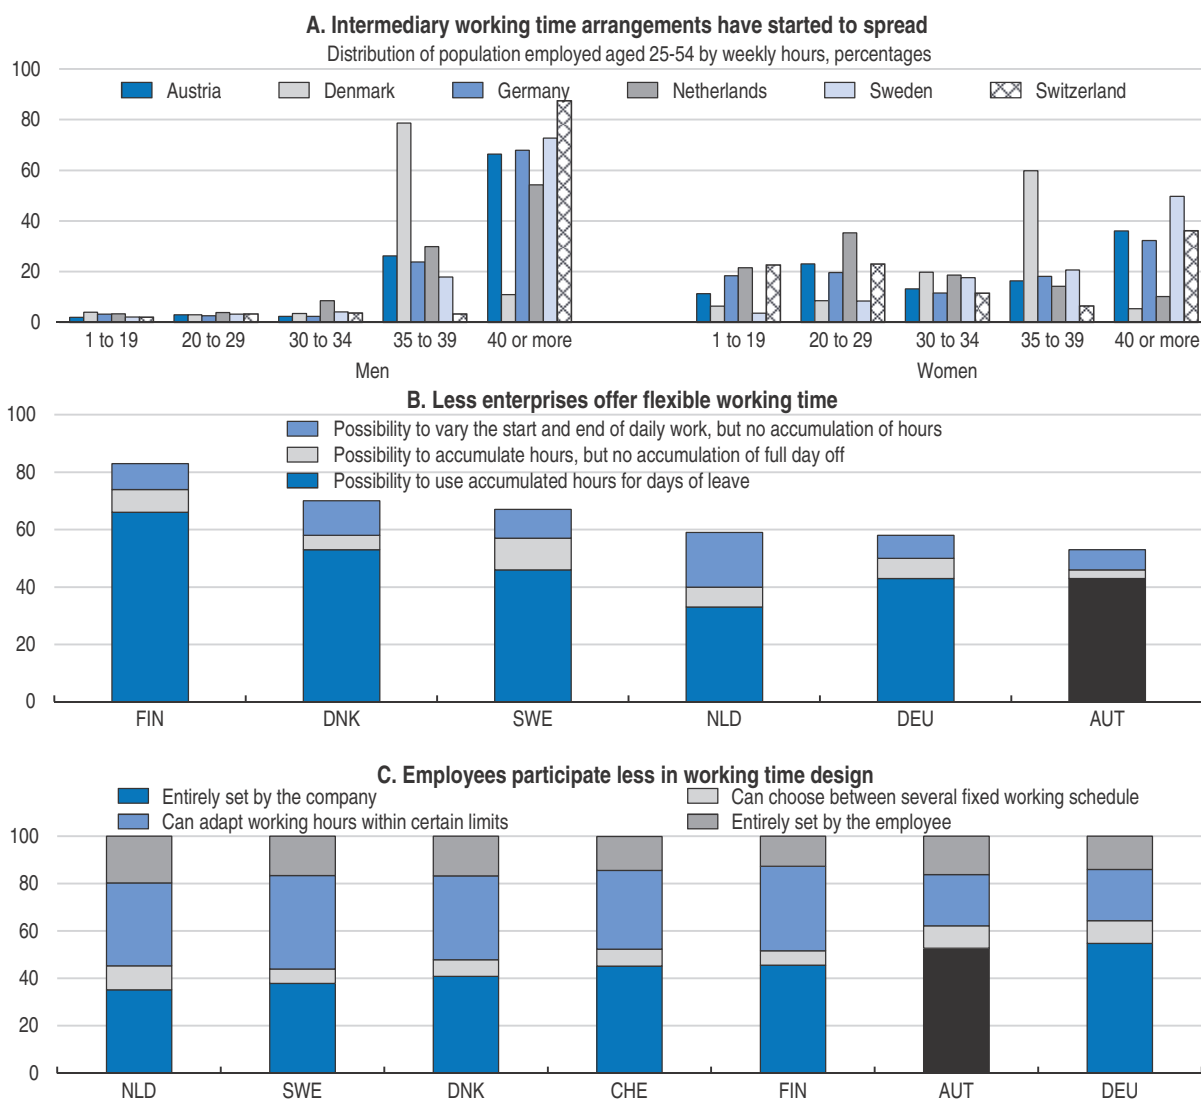 A. Intermediary working time arrangements have started to spread
Distribution of population employed aged 25-54 by weekly hours, percentages
100
Austria Denmark Germany Netherlands Sweden Switzerland
80
60
40
20
0
1 to 19 20 to 29 30 to 34 35 to 39 40 or more 1 to 19 20 to 29 30 to 34 35 to 39 40 or more
Men Women
B. Less enterprises offer flexible working time
100
Possibility to vary the start and end of daily work, but no accumulation of hours
Possibility to accumulate hours, but no accumulation of full day off
80
Possibility to use accumulated hours for days of leave
60
40
20
0
FIN DNK SWE NLD DEU AUT
C. Employees participate less in working time design
Entirely set by the company Can choose between several fixed working schedule
Can adapt working hours within certain limits Entirely set by the employee
100
80
60
40
20
0
NLD SWE DNK CHE FIN AUT DEU